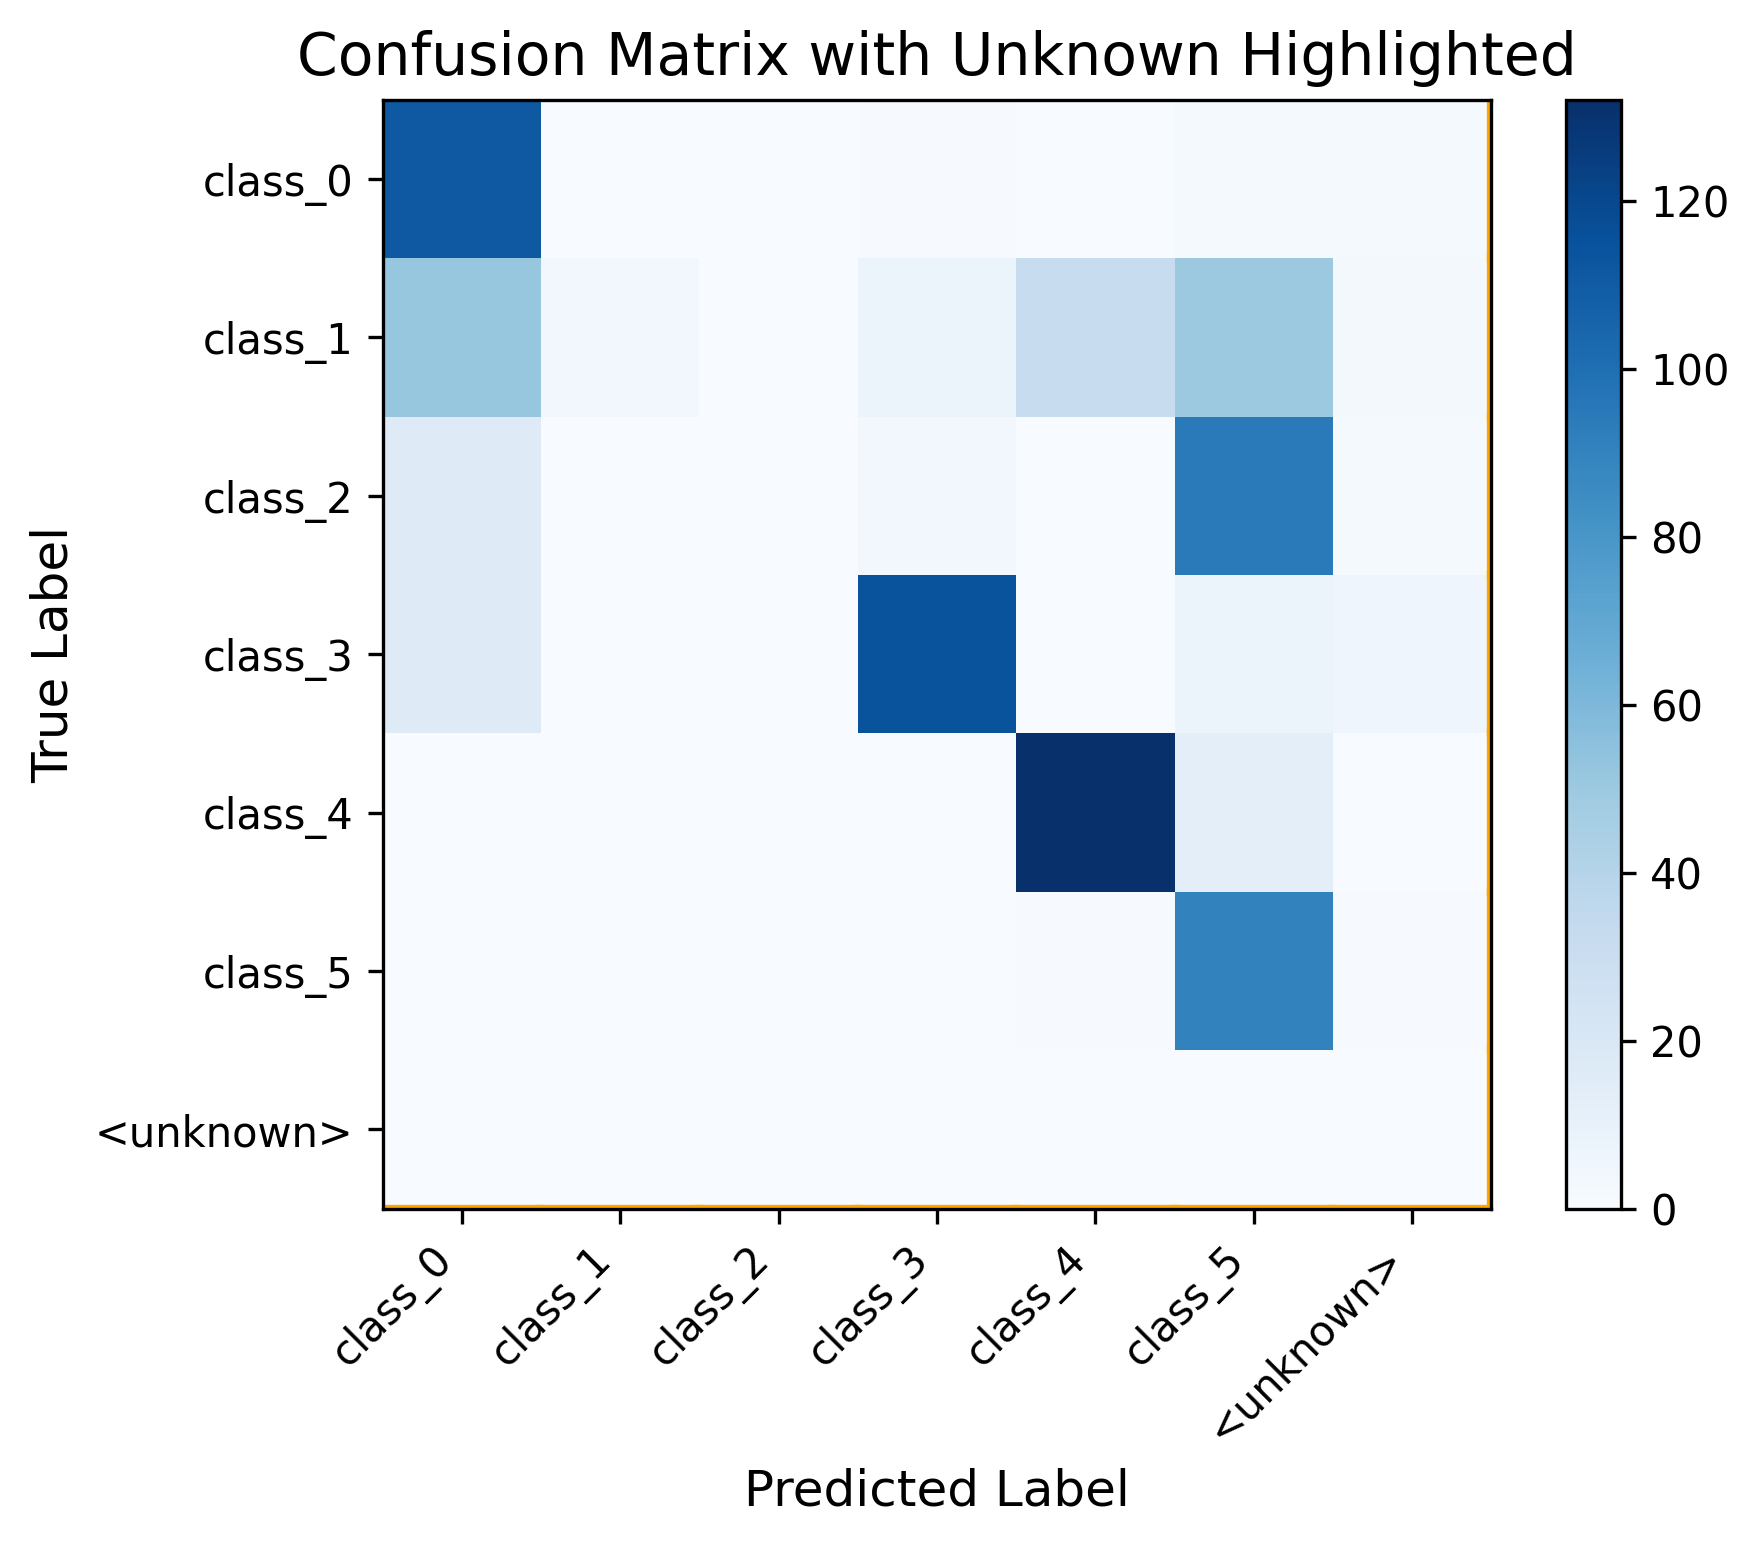 Confusion Matrix with Unknown Highlighted
True Label
class_0
class_1
class_2
class_3
class_4
class_5
<unknown>
class_0
class_1
class_2
class_3
class_4
class_5
<unknown>
Predicted Label
120
100
80
60
40
20
0